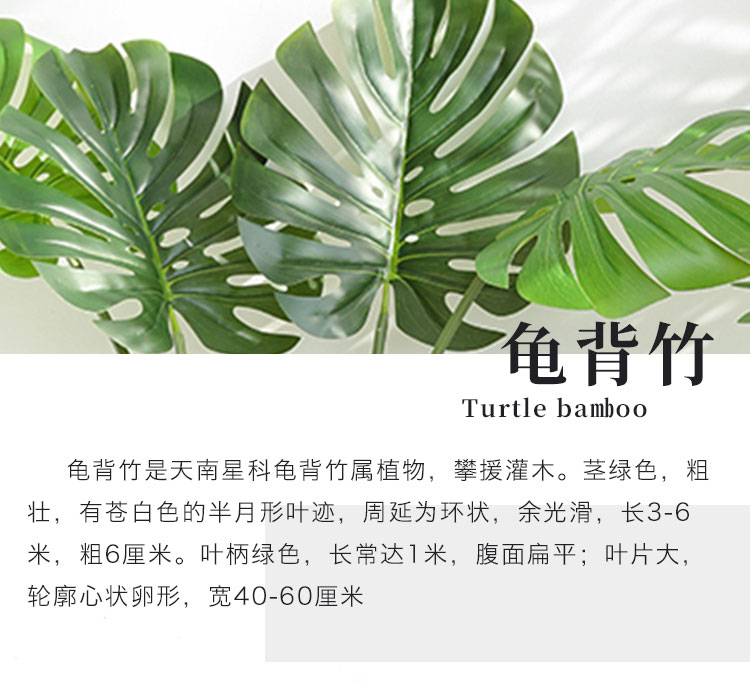 龟背竹
Turtle bamboo
龟背竹是天南星科龟背竹属植物，攀援灌木。茎绿色，粗
壮，有苍白色的半月形叶迹，周延为环状，余光滑，长3-6
米，粗6厘米。叶柄绿色，长常达1米，腹面扁平；叶片大，
轮廓心状卵形，宽40-60厘米